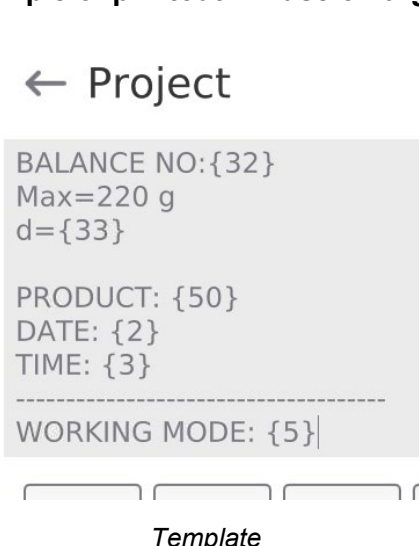 ← Project
BALANCE NO:{32}
Max=220 g
d={33}
PRODUCT: {50}
DATE: {2}
TIME: {3}
-------------------------------------
WORKING MODE: {5}
Template